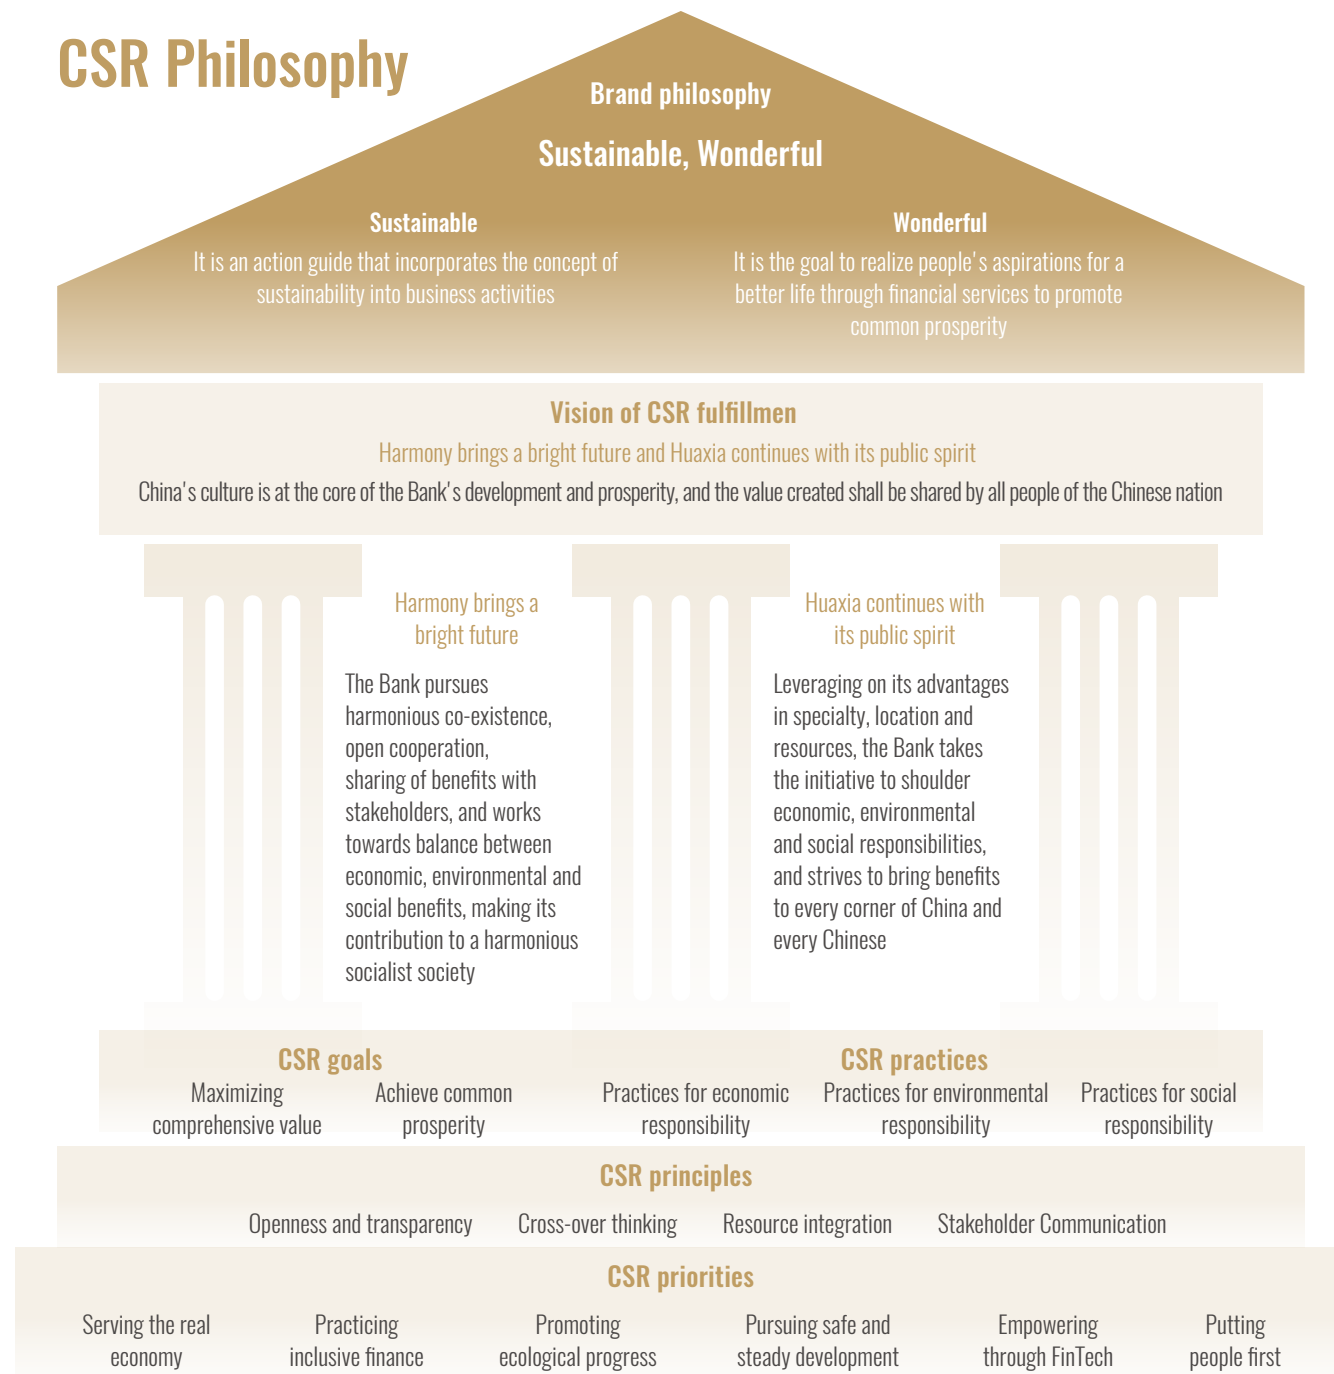 CSR Philosophy
Brand philosophy
Sustainable, Wonderful
Sustainable
It is an action guide that incorporates the concept of
sustainability into business activities
Wonderful
It is the goal to realize people's aspirations for a
better life through financial services to promote
common prosperity
Vision of CSR fulfillmen
Harmony brings a bright future and Huaxia continues with its public spirit
China's culture is at the core of the Bank's development and prosperity, and the value created shall be shared by all people of the Chinese nation
Harmony brings a
bright future
The Bank pursues
harmonious co-existence,
open cooperation,
sharing of benefits with
stakeholders, and works
towards balance between
economic, environmental and
social benefits, making its
contribution to a harmonious
socialist society
Huaxia continues with
its public spirit
Leveraging on its advantages
in specialty, location and
resources, the Bank takes
the initiative to shoulder
economic, environmental
and social responsibilities,
and strives to bring benefits
to every corner of China and
every Chinese
CSR goals
Maximizing
comprehensive value
Achieve common
prosperity
CSR practices
Practices for economic
responsibility
Practices for environmental
responsibility
Practices for social
responsibility
CSR principles
Openness and transparency
Cross-over thinking
Resource integration
Stakeholder Communication
CSR priorities
Serving the real
economy
Practicing
inclusive finance
Promoting
ecological progress
Pursuing safe and
steady development
Empowering
through FinTech
Putting
people first